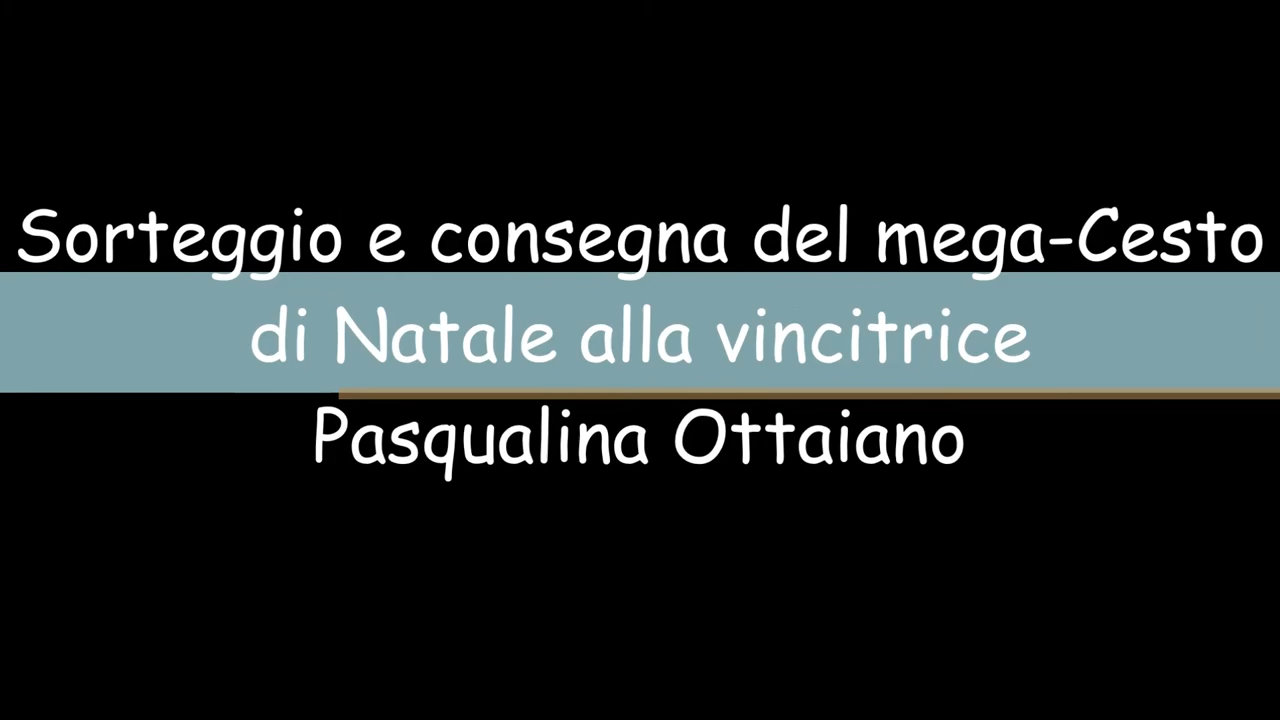 Sorteggio e consegna del mega-Cesto
di Natale alla vincitrice
Pasqualina Ottaiano